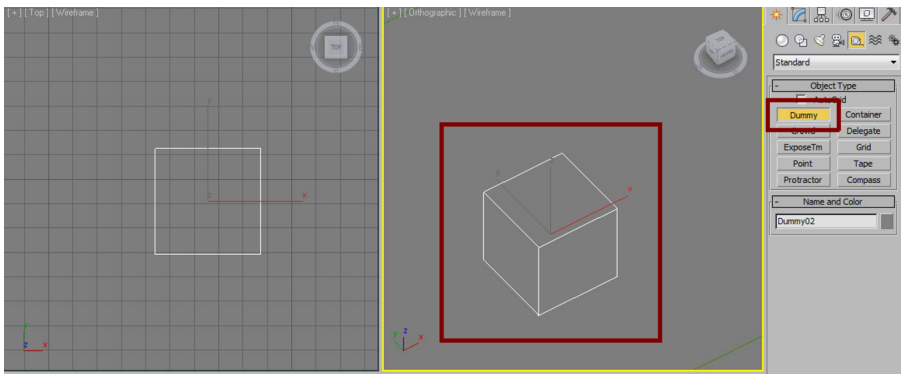 [ + ] [ Top ] [ Wireframe ]
TOP
y
z
x
y
z
x
[ + ] [ Orthographic ] [ Wireframe ]
TOP
y
x
y
z
x
Standard
- Object Type
AutoGrid
Dummy Container
Crowd Delegate
ExposeTm Grid
Point Tape
Protractor Compass
- Name and Color
Dummy02